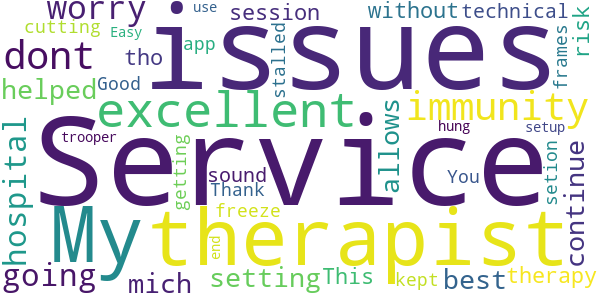 worry issues session without technical
cutting Easy use
dont tho app stalled frames risk
helped Good
excellent allows immunity
hospital trooper Service hung setup
getting sound Thank You setion continue
My therapist freeze
going mich setting end This kept best therapy